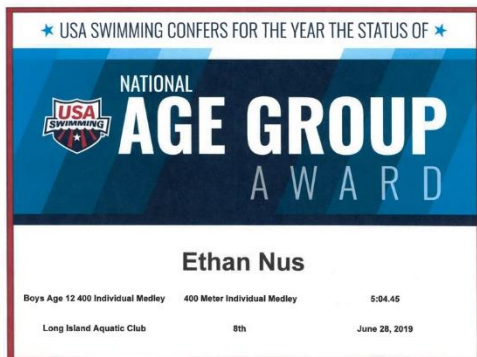 ★ USA SWIMMING CONFERS FOR THE YEAR THE STATUS OF ★
NATIONAL
USA
SWIMMING
AGE GROUP
AWARD
Ethan Nus
Boys Age 12 400 Individual Medley 400 Meter Individual Medley 5:04.45
Long Island Aquatic Club 8th June 28, 2019